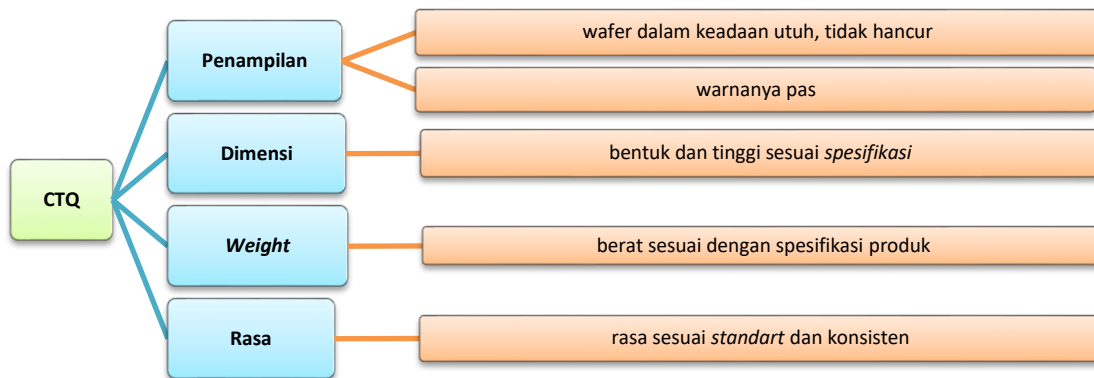 CTQ
Penampilan
wafer dalam keadaan utuh, tidak hancur
warnanya pas
Dimensi
bentuk dan tinggi sesuai spesifikasi
Weight
berat sesuai dengan spesifikasi produk
Rasa
rasa sesuai standart dan konsisten